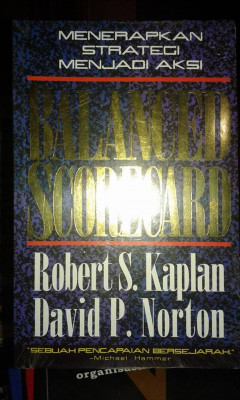 MENERAPKAN
STRATEGI
MENJADI AKSI
BALANCED
SCORECARD
Robert S. Kaplan
David P. Norton
"SEBUAH PENCAPAIAN BERSEJARAH."
-Michael Hammer